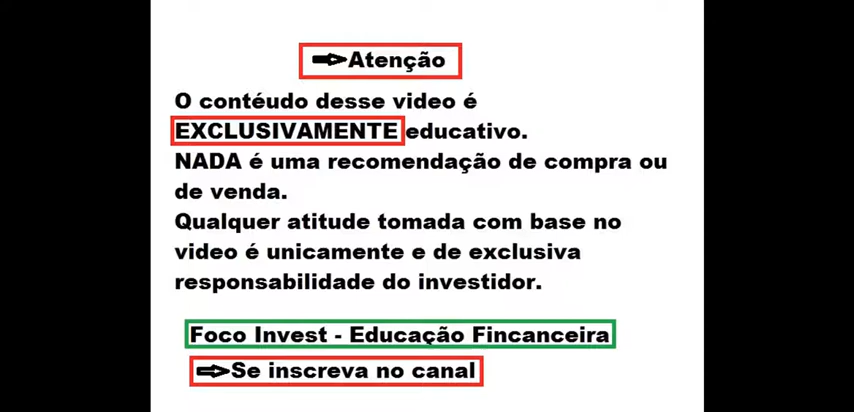 Atenção
O contéudo desse video é
EXCLUSIVAMENTE educativo.
NADA é uma recomendação de compra ou
de venda.
Qualquer atitude tomada com base no
video é unicamente e de exclusiva
responsabilidade do investidor.
Foco Invest - Educação Fincanceira
Se inscreva no canal